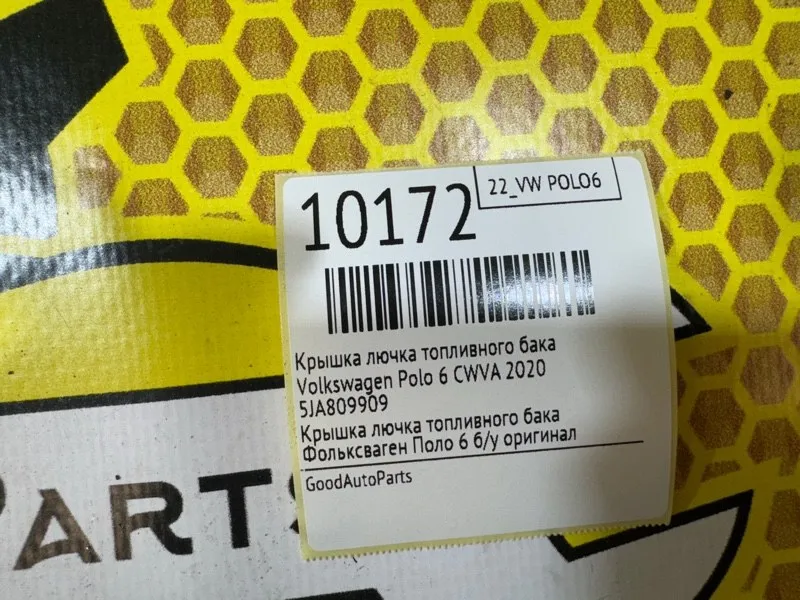 10172
22_VW POLO6
Крышка лючка топливного бака
Volkswagen Polo 6 CWVA 2020
5JA809909
Крышка лючка топливного бака
Фольксваген Поло 6 б/у оригинал
GoodAutoParts
PARTS